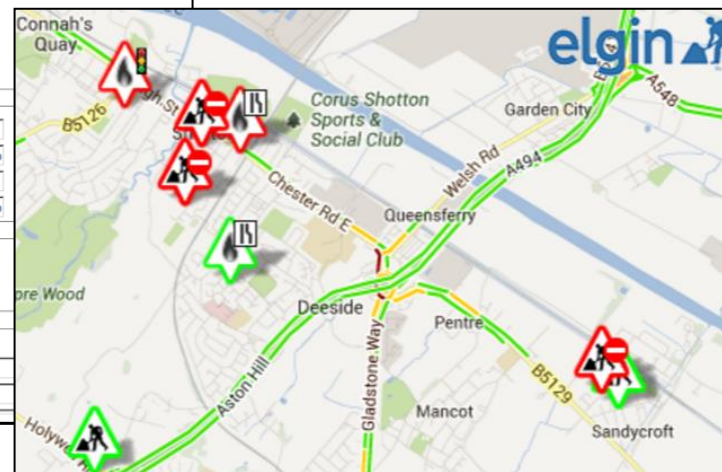 Connah's
Quay
elgin
A548
B5126
Corus Shotton
Sports &
Social Club
Garden City
Welsh Rd
A494
Chester Rd E
Queensferry
Deeside
Pentre
Gladstone Way
B5129
Aston Hill
Mancot
Sandycroft